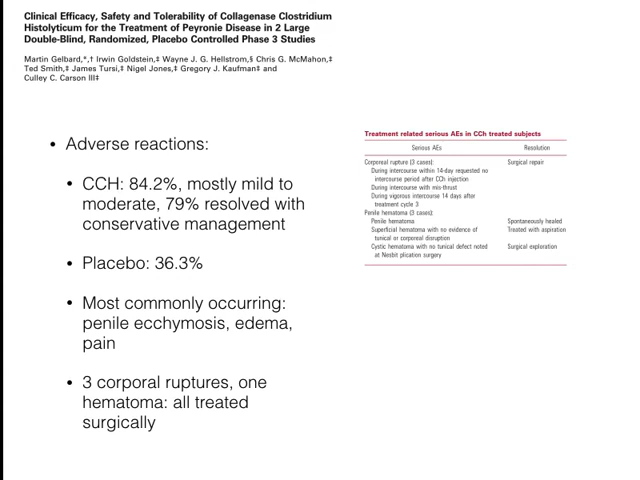 Clinical Efficacy, Safety and Tolerability of Collagenase Clostridium
Histolyticum for the Treatment of Peyronie Disease in 2 Large
Double-Blind, Randomized, Placebo Controlled Phase 3 Studies
Martin Gelbard,*,† Irwin Goldstein,‡ Wayne J. G. Hellstrom,§ Chris G. McMahon,‡
Ted Smith,‡ James Tursi,‡ Nigel Jones,‡ Gregory J. Kaufman‡ and
Culley C. Carson III‡
• Adverse reactions:
• CCH: 84.2%, mostly mild to
moderate, 79% resolved with
conservative management
• Placebo: 36.3%
• Most commonly occurring:
penile ecchymosis, edema,
pain
• 3 corporal ruptures, one
hematoma: all treated
surgically
Treatment related serious AEs in CCh treated subjects
Serious AEs Resolution
Corporeal rupture (3 cases): Surgical repair
During intercourse within 14-day requested no
intercourse period after CCh injection
During intercourse with mis-thrust
During vigorous intercourse 14 days after
treatment cycle 3
Penile hematoma (3 cases):
Penile hematoma Spontaneously healed
Superficial hematoma with no evidence of Treated with aspiration
tunical or corporeal disruption
Cystic hematoma with no tunical defect noted Surgical exploration
at Nesbit plication surgery